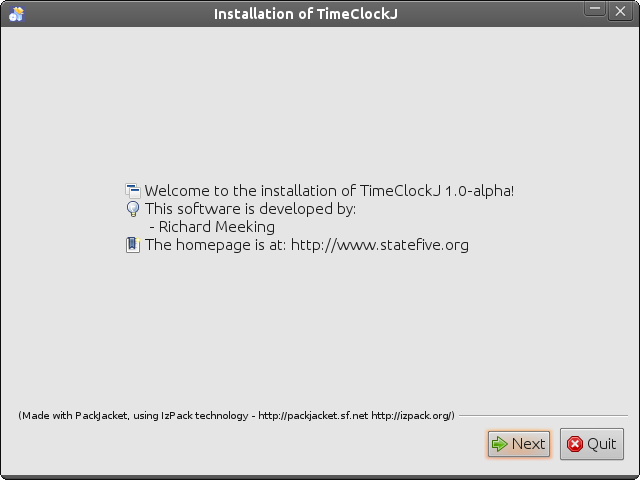 Installation of TimeClockJ
Welcome to the installation of TimeClockJ 1.0-alpha!
This software is developed by:
- Richard Meeking
The homepage is at: http://www.statefive.org
(Made with PackJacket, using IzPack technology - http://packjacket.sf.net http://izpack.org/)
Next
Quit